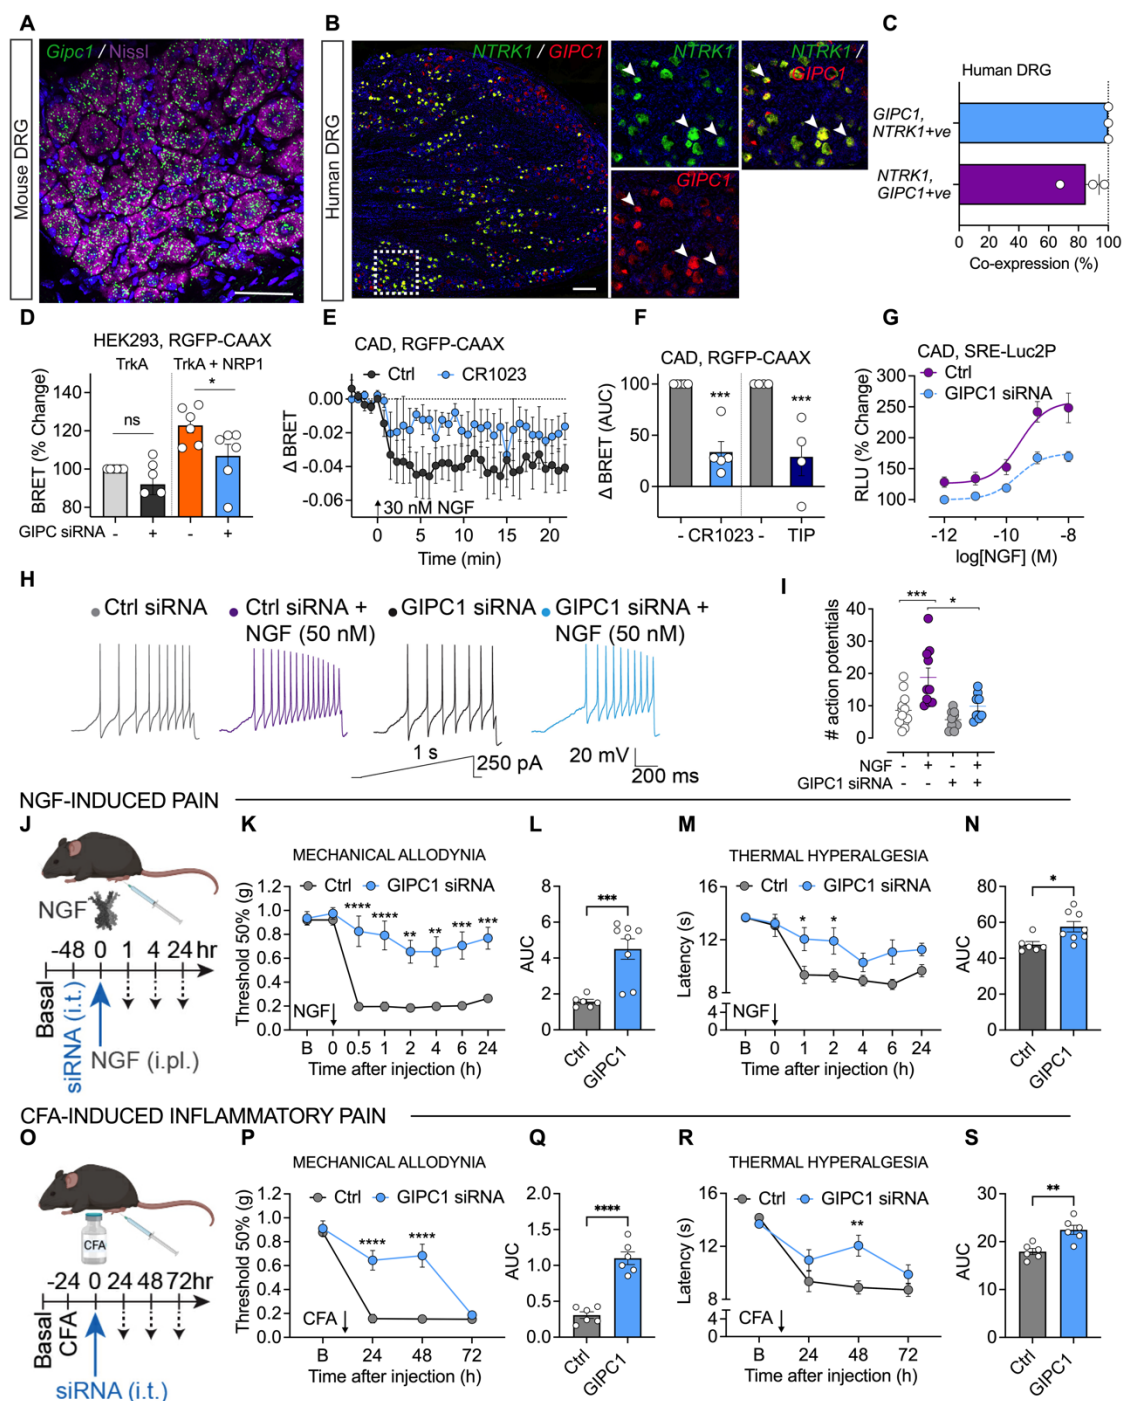 A
Gipc1 / Nissl
Mouse DRG
B
NTRK1 / GIPC1
NTRK1
NTRK1 /
GIPC1
GIPC1
Human DRG
C
Human DRG
GIPC1,
NTRK1+ve
NTRK1,
GIPC1+ve
0 20 40 60 80 100
Co-expression (%)
D
HEK293, RGFP-CAAX
TrkA TrkA + NRP1
BRET (% Change)
140
120
100
80
ns
*
GIPC siRNA - + - +
E
CAD, RGFP-CAAX
Ctrl CR1023
Δ BRET
0.00
-0.02
-0.04
-0.06
30 nM NGF
0 5 10 15 20
Time (min)
F
CAD, RGFP-CAAX
Δ BRET (AUC)
100
50
0
***
***
- CR1023 - TIP
G
CAD, SRE-Luc2P
Ctrl
GIPC1 siRNA
RLU (% Change)
300
250
200
150
100
-12 -10 -8
log[NGF] (M)
H
Ctrl siRNA
Ctrl siRNA +
NGF (50 nM)
GIPC1 siRNA
GIPC1 siRNA +
NGF (50 nM)
1 s
250 pA
20 mV
200 ms
I
# action potentials
40
30
20
10
0
***
*
NGF - + - +
GIPC1 siRNA - - + +
NGF-INDUCED PAIN
J
NGF
-48 0 1 4 24 hr
Basal
siRNA (i.t.)
NGF (i.pl.)
K
MECHANICAL ALLODYNIA
Ctrl GIPC1 siRNA
Threshold 50% (g)
1.2
1.0
0.8
0.6
0.4
0.2
0.0
**** **** ** ** *** ***
NGF
B 0 0.5 1 2 4 6 24
Time after injection (h)
L
AUC
6
4
2
0
***
Ctrl
GIPC1
M
THERMAL HYPERALGESIA
Ctrl GIPC1 siRNA
Latency (s)
16
12
8
4
0
* *
NGF
B 0 1 2 4 6 24
Time after injection (h)
N
AUC
80
60
40
20
0
*
Ctrl
GIPC1
CFA-INDUCED INFLAMMATORY PAIN
O
CFA
-24 0 24 48 72hr
Basal
CFA
siRNA (i.t.)
P
MECHANICAL ALLODYNIA
Ctrl GIPC1 siRNA
Threshold 50% (g)
1.2
1.0
0.8
0.6
0.4
0.2
0.0
**** ****
CFA
B 24 48 72
Time after injection (h)
Q
AUC
2.0
1.5
1.0
0.5
0.0
****
Ctrl
GIPC1
R
THERMAL HYPERALGESIA
Ctrl GIPC1 siRNA
Latency (s)
16
12
8
4
0
**
CFA
B 24 48 72
Time after injection (h)
S
AUC
30
20
10
0
**
Ctrl
GIPC1